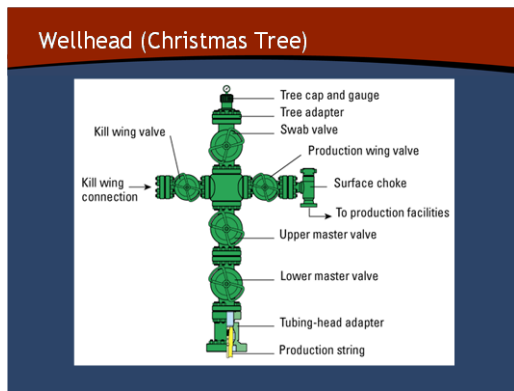 Wellhead (Christmas Tree)
Tree cap and gauge
Tree adapter
Swab valve
Kill wing valve
Production wing valve
Kill wing
connection
Surface choke
To production facilities
Upper master valve
Lower master valve
Tubing-head adapter
Production string